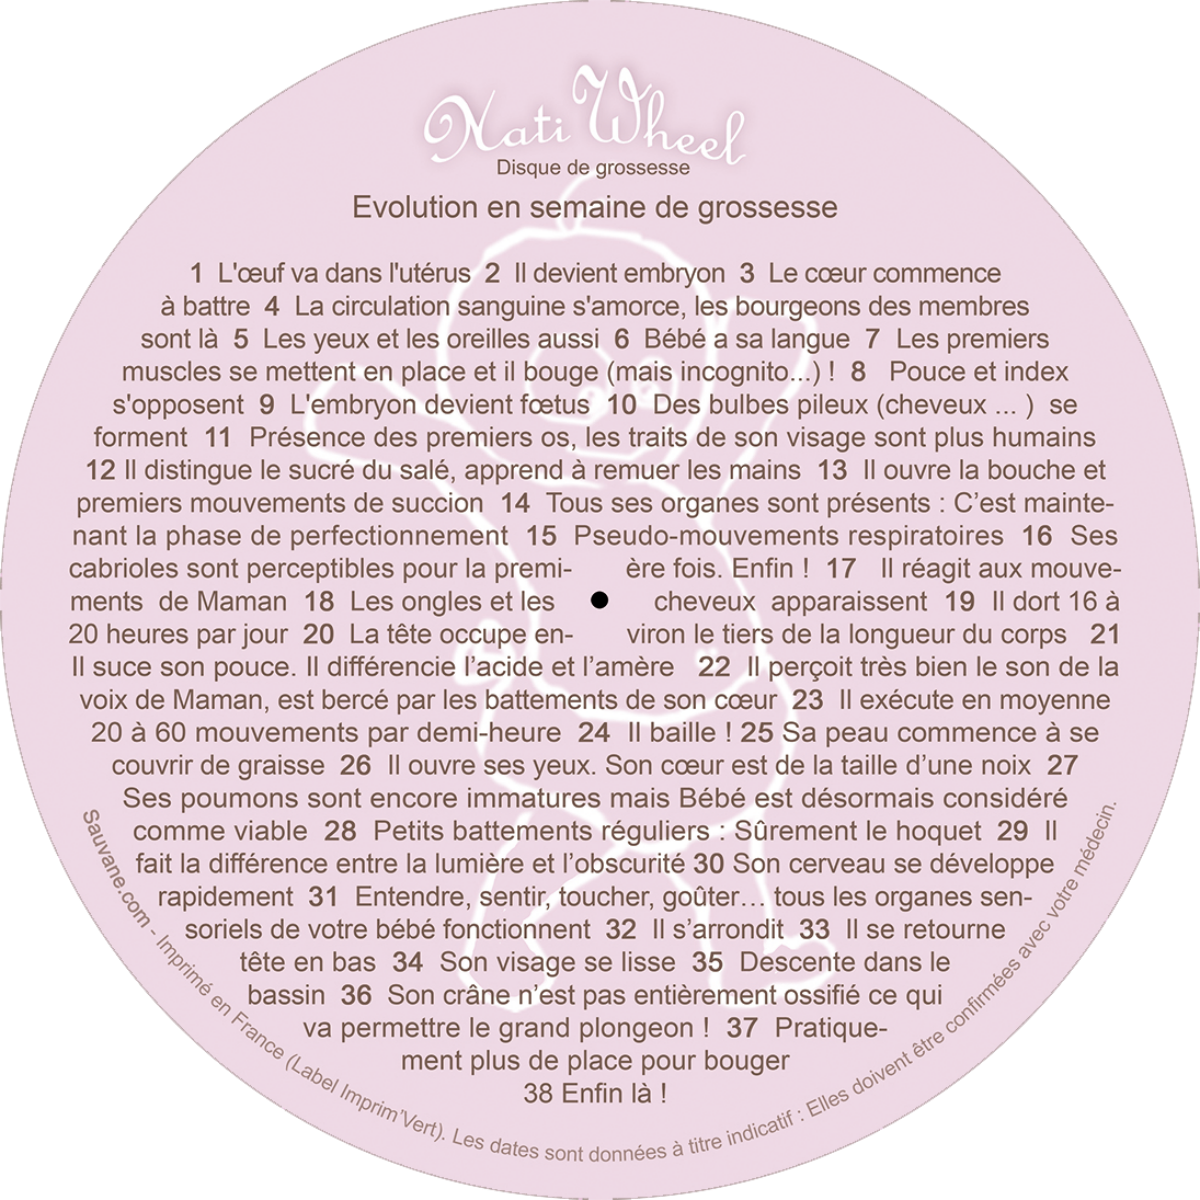 Nati Wheel
Disque de grossesse
Evolution en semaine de grossesse
1 L'œuf va dans l'utérus 2 Il devient embryon 3 Le cœur commence
à battre 4 La circulation sanguine s'amorce, les bourgeons des membres
sont là 5 Les yeux et les oreilles aussi 6 Bébé a sa langue 7 Les premiers
muscles se mettent en place et il bouge (mais incognito...) ! 8 Pouce et index
s'opposent 9 L'embryon devient fœtus 10 Des bulbes pileux (cheveux ... ) se
forment 11 Présence des premiers os, les traits de son visage sont plus humains
12 Il distingue le sucré du salé, apprend à remuer les mains 13 Il ouvre la bouche et
premiers mouvements de succion 14 Tous ses organes sont présents : C’est mainte-
nant la phase de perfectionnement 15 Pseudo-mouvements respiratoires 16 Ses
cabrioles sont perceptibles pour la premi- ère fois. Enfin ! 17 Il réagit aux mouve-
ments de Maman 18 Les ongles et les cheveux apparaissent 19 Il dort 16 à
20 heures par jour 20 La tête occupe en- viron le tiers de la longueur du corps 21
Il suce son pouce. Il différencie l’acide et l’amère 22 Il perçoit très bien le son de la
voix de Maman, est bercé par les battements de son cœur 23 Il exécute en moyenne
20 à 60 mouvements par demi-heure 24 Il baille ! 25 Sa peau commence à se
couvrir de graisse 26 Il ouvre ses yeux. Son cœur est de la taille d’une noix 27
Ses poumons sont encore immatures mais Bébé est désormais considéré
comme viable 28 Petits battements réguliers : Sûrement le hoquet 29 Il
fait la différence entre la lumière et l’obscurité 30 Son cerveau se développe
rapidement 31 Entendre, sentir, toucher, goûter… tous les organes sen-
soriels de votre bébé fonctionnent 32 Il s’arrondit 33 Il se retourne
tête en bas 34 Son visage se lisse 35 Descente dans le
bassin 36 Son crâne n’est pas entièrement ossifié ce qui
va permettre le grand plongeon ! 37 Pratique-
ment plus de place pour bouger
38 Enfin là !
Sauvane.com - Imprimé en France (Label Imprim’Vert). Les dates sont données à titre indicatif : Elles doivent être confirmées avec votre médecin.